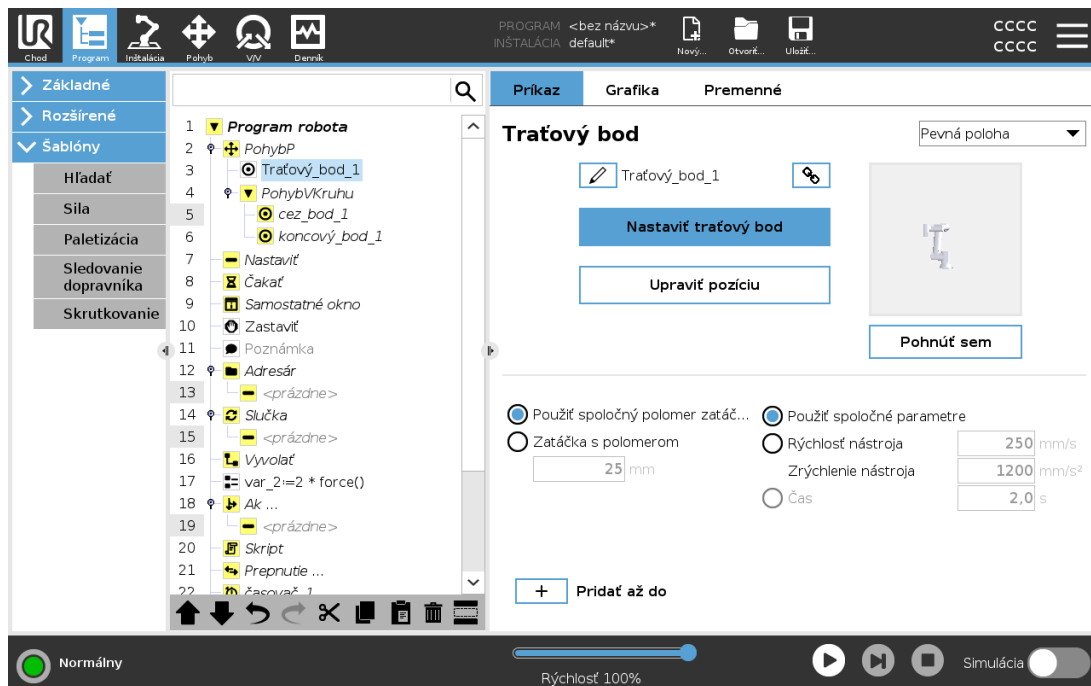 UR
Chod
Program
Inštalácia
Pohyb
V/V
Denník
PROGRAM <bez názvu>*
INŠTALÁCIA default*
Nový...
Otvoriť...
Uložiť...
CCCC
CCCC
Základné
Rozšírené
Šablóny
Hľadať
Sila
Paletizácia
Sledovanie
dopravníka
Skrutkovanie
1 Program robota
2 PohybP
3 Traťový_bod_1
4 PohybVKruhu
5 cez_bod_1
6 koncový_bod_1
7 Nastaviť
8 Čakať
9 Samostatné okno
10 Zastaviť
11 Poznámka
12 Adresár
13 <prázdne>
14 Slučka
15 <prázdne>
16 Vyvolať
17 var_2:=2 * force()
18 Ak ...
19 <prázdne>
20 Skript
21 Prepnutie ...
22 časovač_1
Príkaz
Grafika
Premenné
Traťový bod
Pevná poloha
Traťový_bod_1
Nastaviť traťový bod
Upraviť pozíciu
Pohnúť sem
Použiť spoločný polomer zatáč...
Zatáčka s polomerom
25 mm
Použiť spoločné parametre
Rýchlosť nástroja 250 mm/s
Zrýchlenie nástroja 1200 mm/s²
Čas 2,0 s
+ Pridať až do
Normálny
Rýchlosť 100%
Simulácia